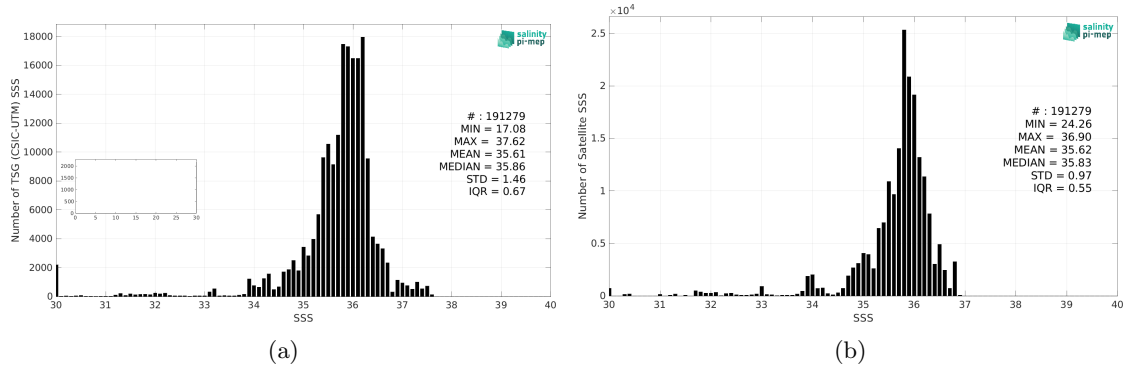 18000
16000
14000
12000
10000
8000
6000
4000
2000
0
Number of TSG (CSIC-UTM) SSS
salinity
pi-mep
# : 191279
MIN = 17.08
MAX = 37.62
MEAN = 35.61
MEDIAN = 35.86
STD = 1.46
IQR = 0.67
2000
1500
1000
500
0
0 5 10 15 20 25 30
30 31 32 33 34 35 36 37 38 39 40
SSS
(a)
×10⁴
2.5
2
1.5
1
0.5
0
Number of Satellite SSS
salinity
pi-mep
# : 191279
MIN = 24.26
MAX = 36.90
MEAN = 35.62
MEDIAN = 35.83
STD = 0.97
IQR = 0.55
30 31 32 33 34 35 36 37 38 39 40
SSS
(b)